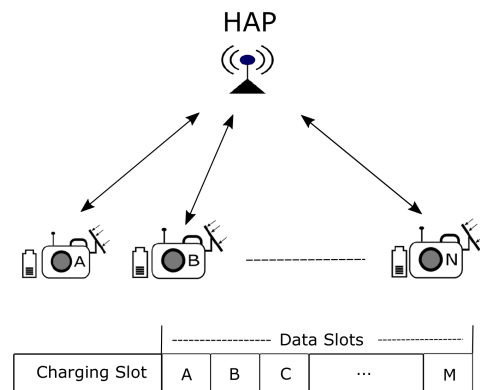 HAP
A B N
Data Slots
Charging Slot A B C ... M